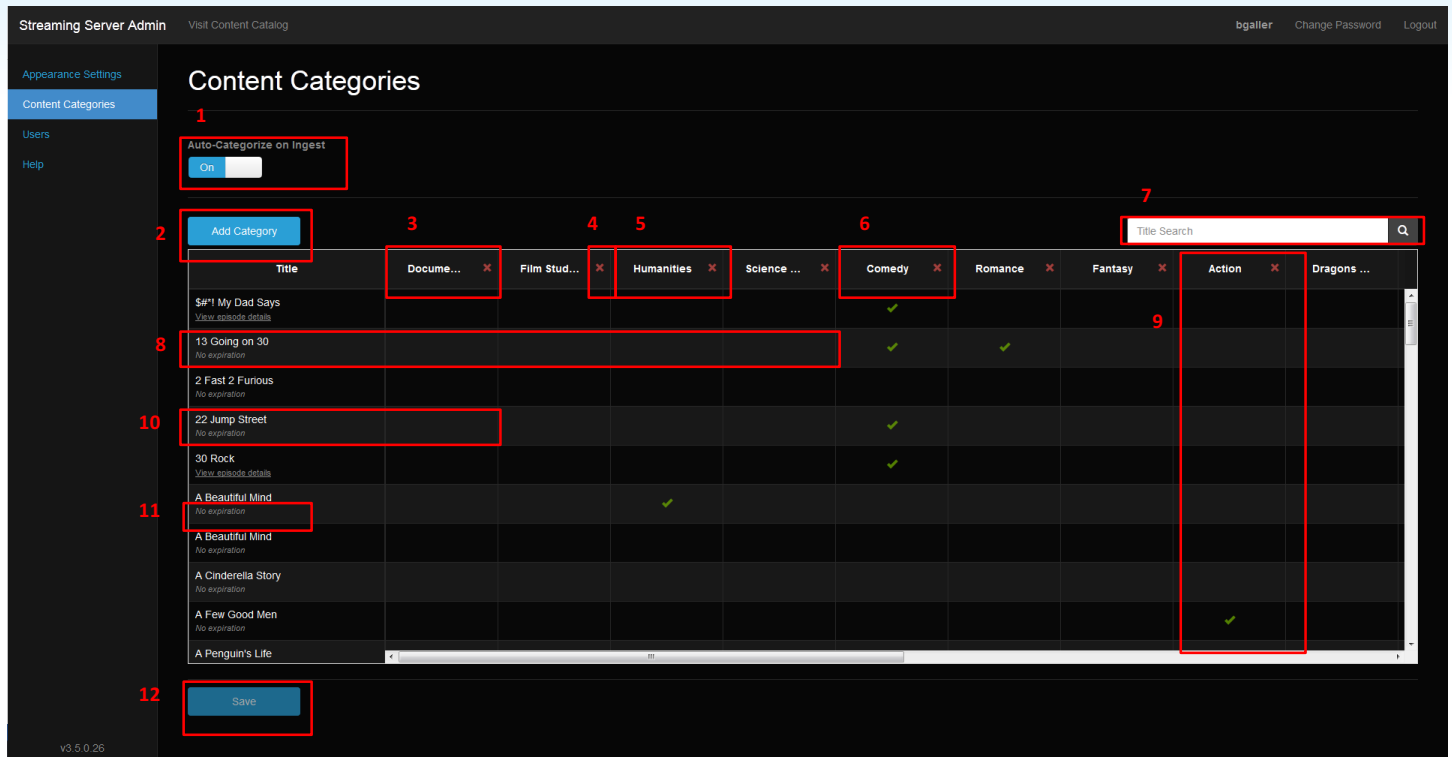 Streaming Server Admin Visit Content Catalog bgaller Change Password Logout
Appearance Settings
Content Categories
Users
Help
Content Categories
1
Auto-Categorize on Ingest
On
2 Add Category 3 4 5 6 7
Title Search
Title Docume... Film Stud... Humanities Science ... Comedy Romance Fantasy Action Dragons ...
$#*! My Dad Says
View episode details
9
8 13 Going on 30
No expiration
2 Fast 2 Furious
No expiration
10 22 Jump Street
No expiration
30 Rock
View episode details
A Beautiful Mind
11 No expiration
A Beautiful Mind
No expiration
A Cinderella Story
No expiration
A Few Good Men
No expiration
A Penguin's Life
12 Save
v3.5.0.26